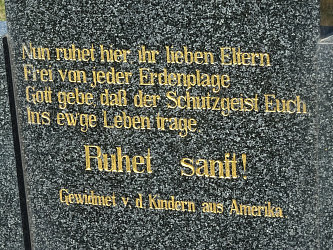 Nun ruhet hier ihr lieben Eltern
Frei von jeder Erdenplage
Gott gebe, daß der Schutzgeist Euch,
Ins ewge Leben trage
Ruhet sanft!
Gewidmet v. d. Kindern aus Amerika